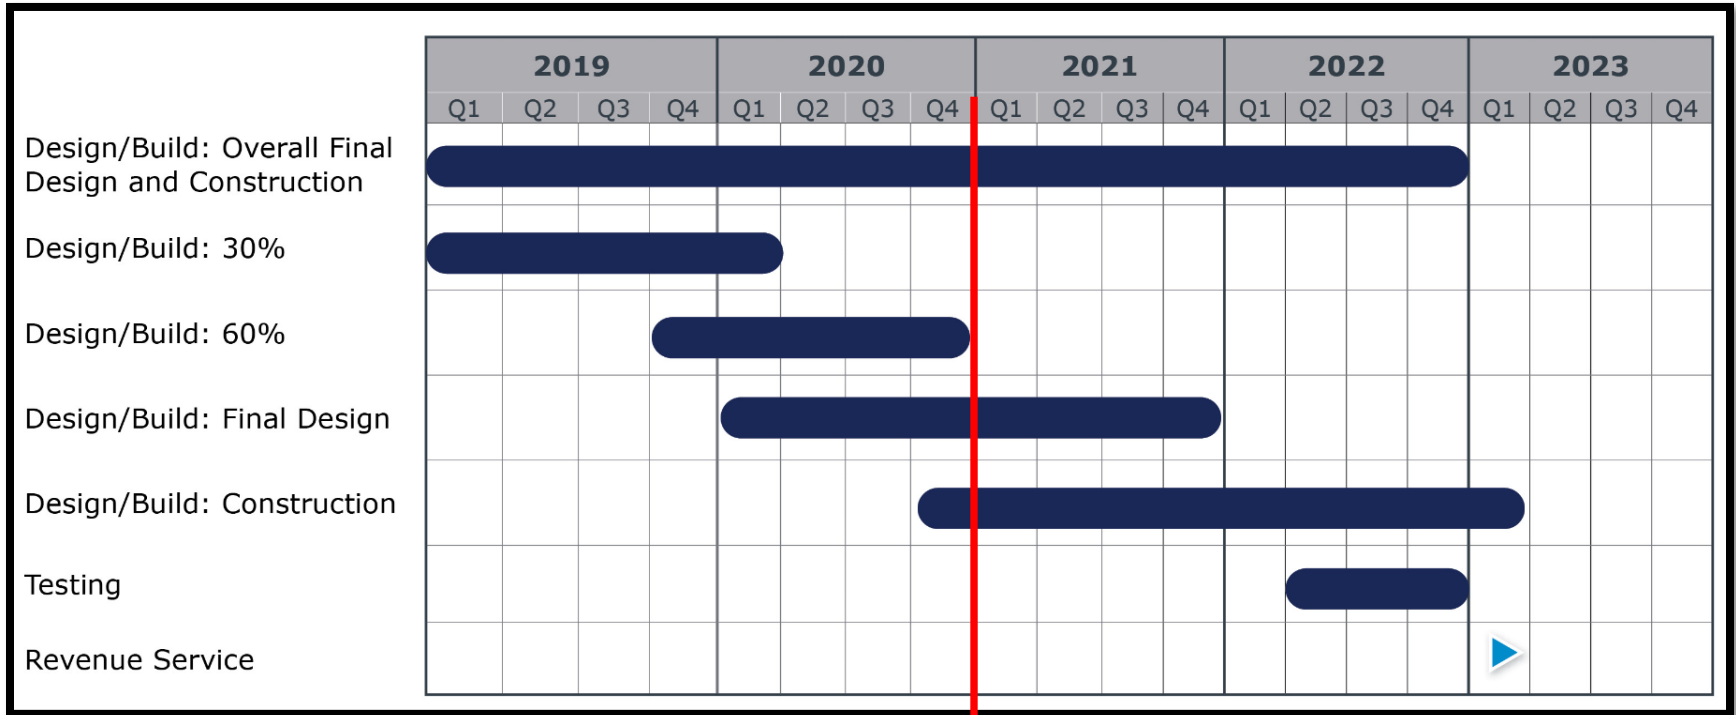 2019 2020 2021 2022 2023
Q1 Q2 Q3 Q4 Q1 Q2 Q3 Q4 Q1 Q2 Q3 Q4 Q1 Q2 Q3 Q4 Q1 Q2 Q3 Q4
Design/Build: Overall Final
Design and Construction
Design/Build: 30%
Design/Build: 60%
Design/Build: Final Design
Design/Build: Construction
Testing
Revenue Service